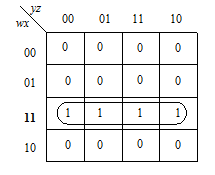 yz
wx
00 01 11 10
00 0 0 0 0
01 0 0 0 0
11 1 1 1 1
10 0 0 0 0